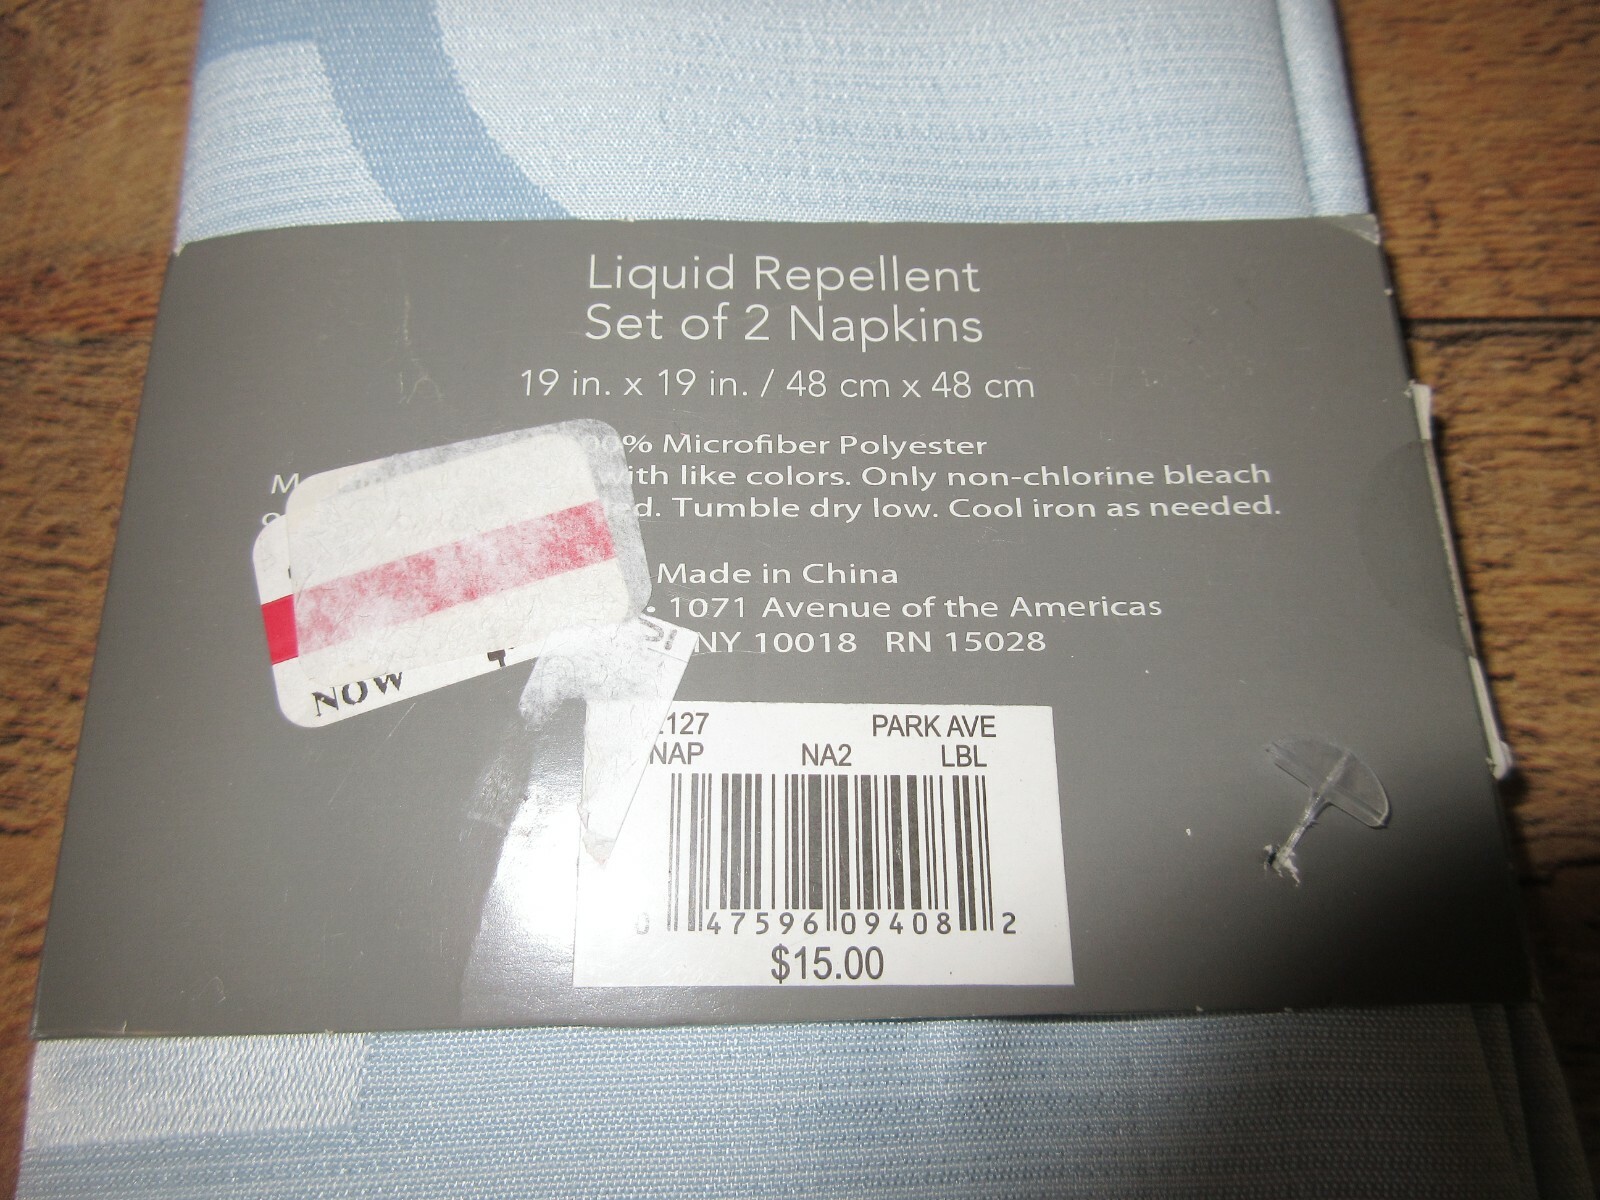 Liquid Repellent
Set of 2 Napkins
19 in. x 19 in. / 48 cm x 48 cm
00% Microfiber Polyester
with like colors. Only non-chlorine bleach
Tumble dry low. Cool iron as needed.
Made in China
• 1071 Avenue of the Americas
NY 10018 RN 15028
NOW
127 PARK AVE
NAP NA2 LBL
0 47596 09408 2
$15.00